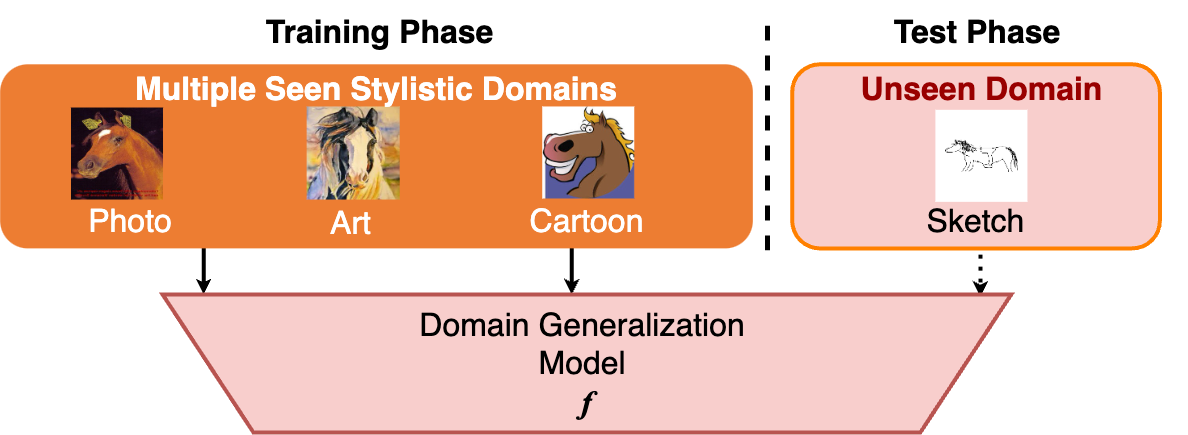 Training Phase
Test Phase
Multiple Seen Stylistic Domains
Unseen Domain
Photo
Art
Cartoon
Sketch
Domain Generalization
Model
f